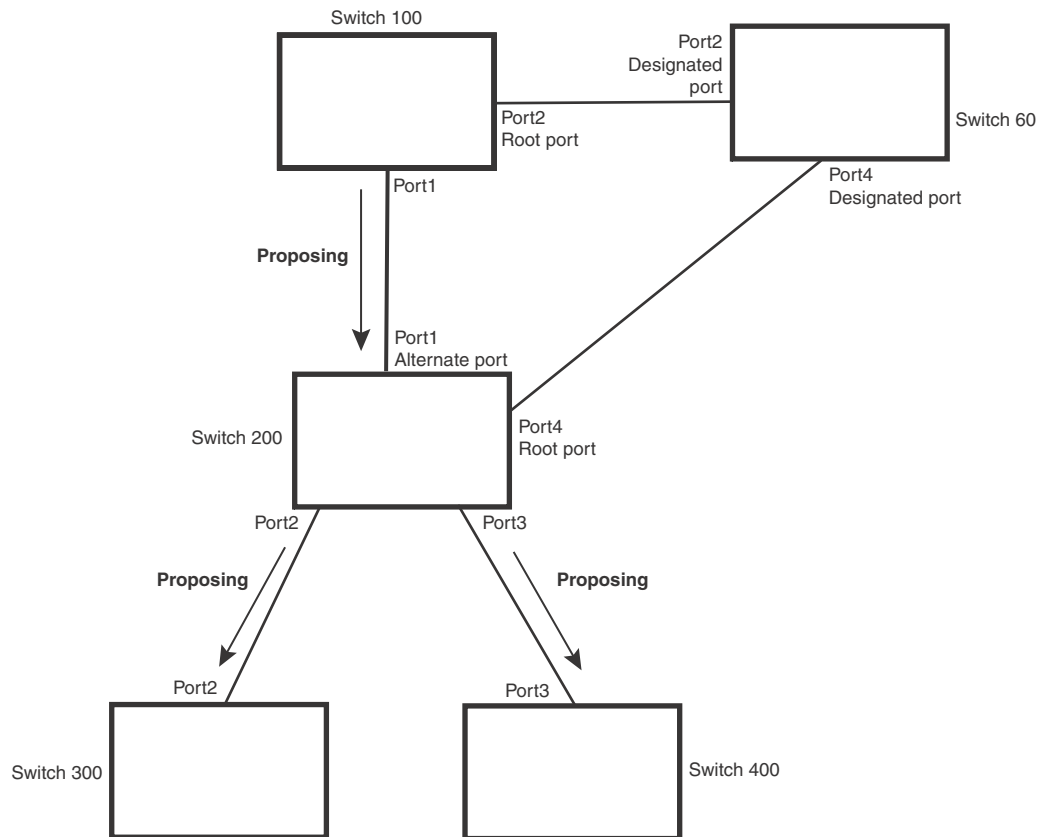 Switch 100
Port2
Designated
port
Switch 60
Port2
Root port
Port1
Port4
Designated port
Proposing
Port1
Alternate port
Switch 200
Port4
Root port
Port2
Port3
Proposing
Proposing
Port2
Port3
Switch 300
Switch 400